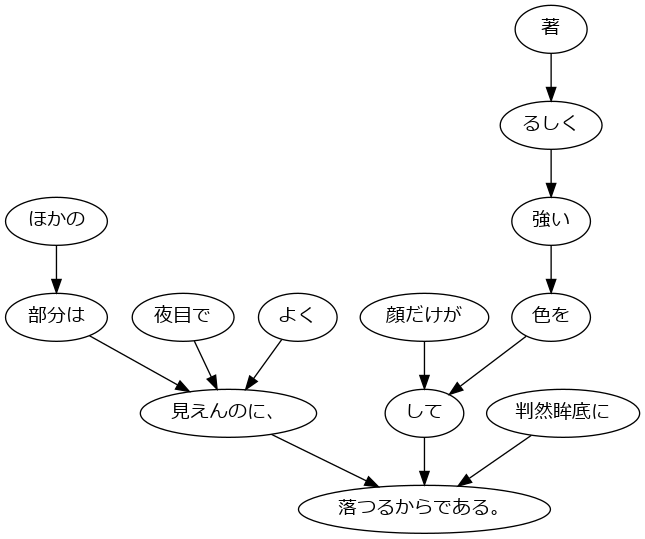 著
るしく
強い
ほかの
部分は
夜目で
よく
顔だけが
色を
見えんのに、
して
判然眸底に
落つるからである。